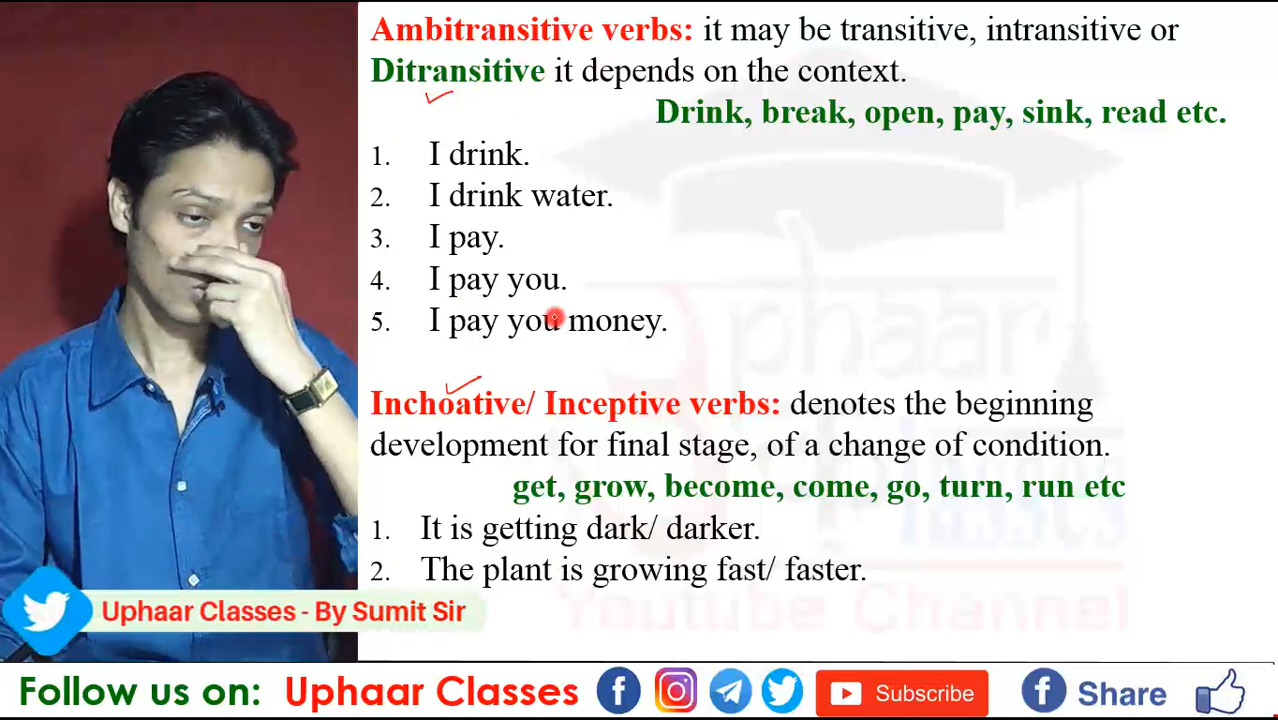 Ambitransitive verbs: it may be transitive, intransitive or
Ditransitive it depends on the context.
Drink, break, open, pay, sink, read etc.
1. I drink.
2. I drink water.
3. I pay.
4. I pay you.
5. I pay you money.
Inchoative/ Inceptive verbs: denotes the beginning
development for final stage, of a change of condition.
get, grow, become, come, go, turn, run etc
1. It is getting dark/ darker.
2. The plant is growing fast/ faster.
Uphaar Classes - By Sumit Sir
Youtube Channel
Follow us on: Uphaar Classes Subscribe Share